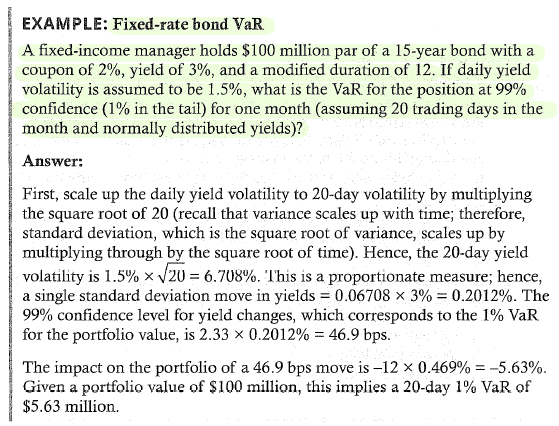 EXAMPLE: Fixed-rate bond VaR
A fixed-income manager holds $100 million par of a 15-year bond with a
coupon of 2%, yield of 3%, and a modified duration of 12. If daily yield
volatility is assumed to be 1.5%, what is the VaR for the position at 99%
confidence (1% in the tail) for one month (assuming 20 trading days in the
month and normally distributed yields)?
Answer:
First, scale up the daily yield volatility to 20-day volatility by multiplying
the square root of 20 (recall that variance scales up with time; therefore,
standard deviation, which is the square root of variance, scales up by
multiplying through by the square root of time). Hence, the 20-day yield
volatility is 1.5% × √20 = 6.708%. This is a proportionate measure; hence,
a single standard deviation move in yields = 0.06708 × 3% = 0.2012%. The
99% confidence level for yield changes, which corresponds to the 1% VaR
for the portfolio value, is 2.33 × 0.2012% = 46.9 bps.
The impact on the portfolio of a 46.9 bps move is –12 × 0.469% = –5.63%.
Given a portfolio value of $100 million, this implies a 20-day 1% VaR of
$5.63 million.